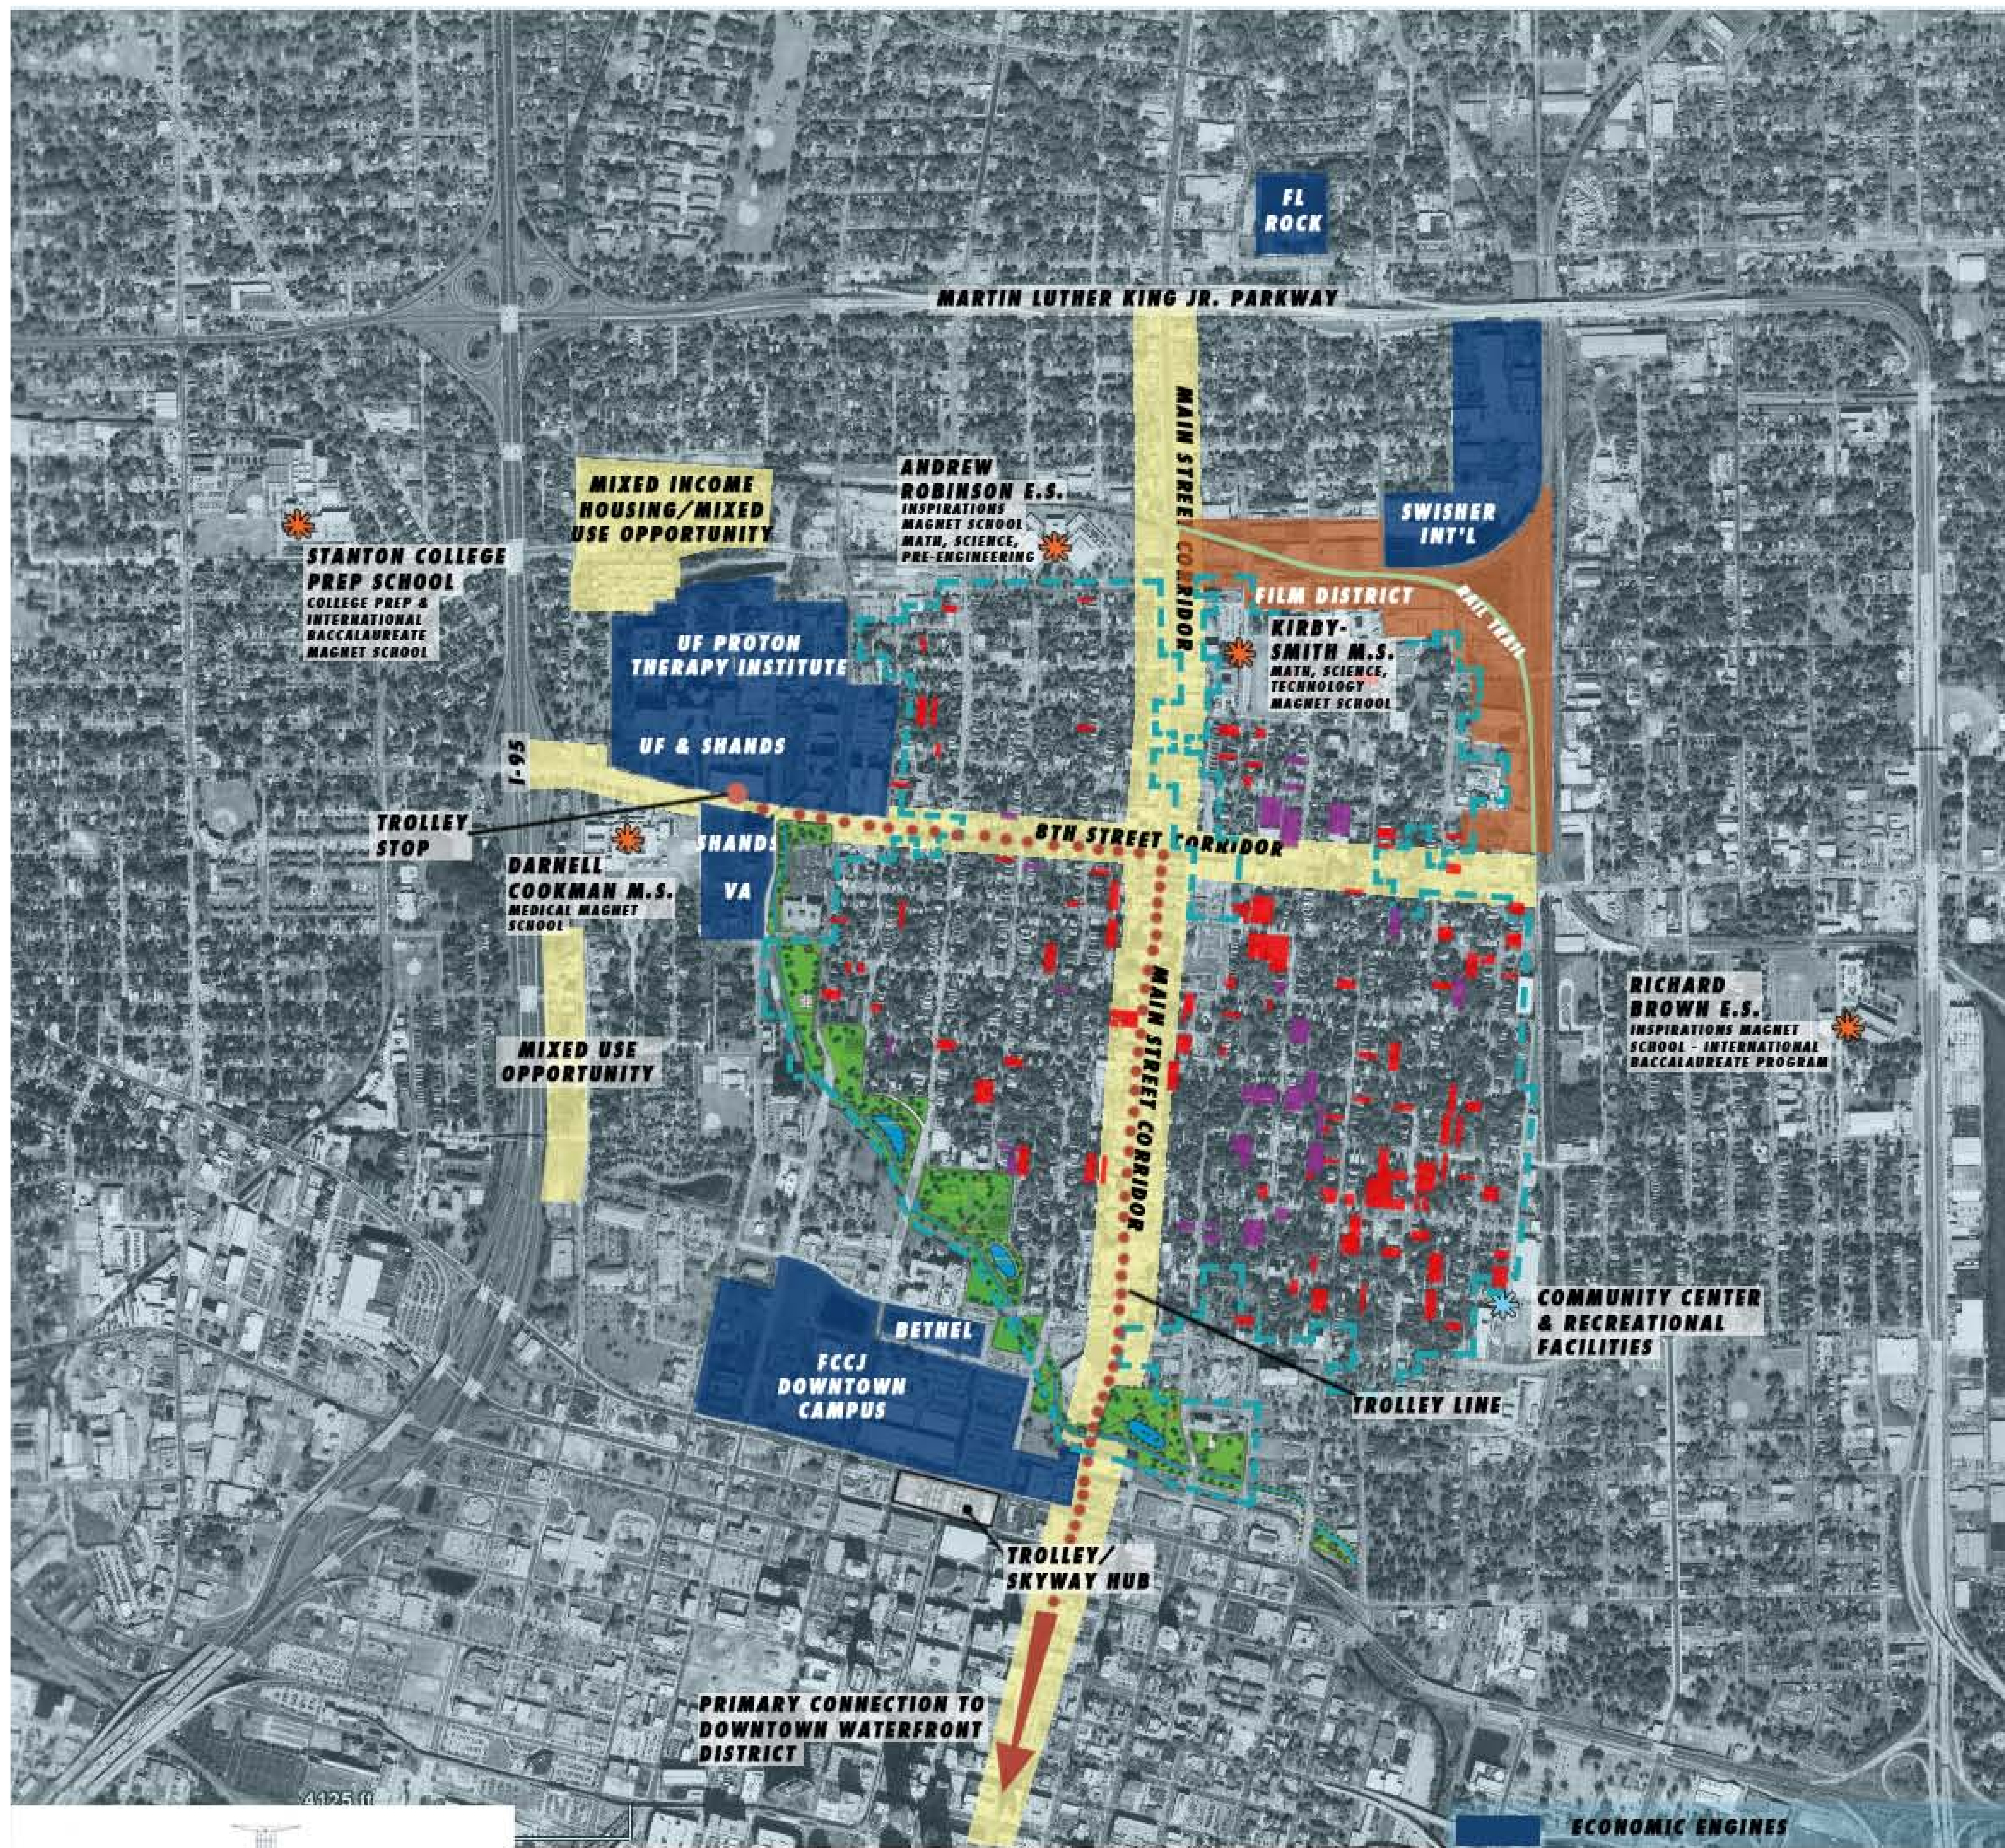 FL
ROCK
MARTIN LUTHER KING JR. PARKWAY
MAIN STREET CORRIDOR
MIXED INCOME
HOUSING/MIXED
USE OPPORTUNITY
ANDREW
ROBINSON E.S.
INSPIRATIONS
MAGNET SCHOOL
MATH, SCIENCE,
PRE-ENGINEERING
SWISHER
INT'L
STANTON COLLEGE
PREP SCHOOL
COLLEGE PREP &
INTERNATIONAL
BACCALAUREATE
MAGNET SCHOOL
FILM DISTRICT
RAIL TRAIL
KIRBY-
SMITH M.S.
MATH, SCIENCE,
TECHNOLOGY
MAGNET SCHOOL
UF PROTON
THERAPY INSTITUTE
UF & SHANDS
I-95
TROLLEY
STOP
SHANDS
VA
8TH STREET CORRIDOR
DARNELL
COOKMAN M.S.
MEDICAL MAGNET
SCHOOL
MAIN STREET CORRIDOR
RICHARD
BROWN E.S.
INSPIRATIONS MAGNET
SCHOOL - INTERNATIONAL
BACCALAUREATE PROGRAM
MIXED USE
OPPORTUNITY
COMMUNITY CENTER
& RECREATIONAL
FACILITIES
BETHEL
FCCJ
DOWNTOWN
CAMPUS
TROLLEY LINE
TROLLEY/
SKYWAY HUB
PRIMARY CONNECTION TO
DOWNTOWN WATERFRONT
DISTRICT
4125 ft
ECONOMIC ENGINES